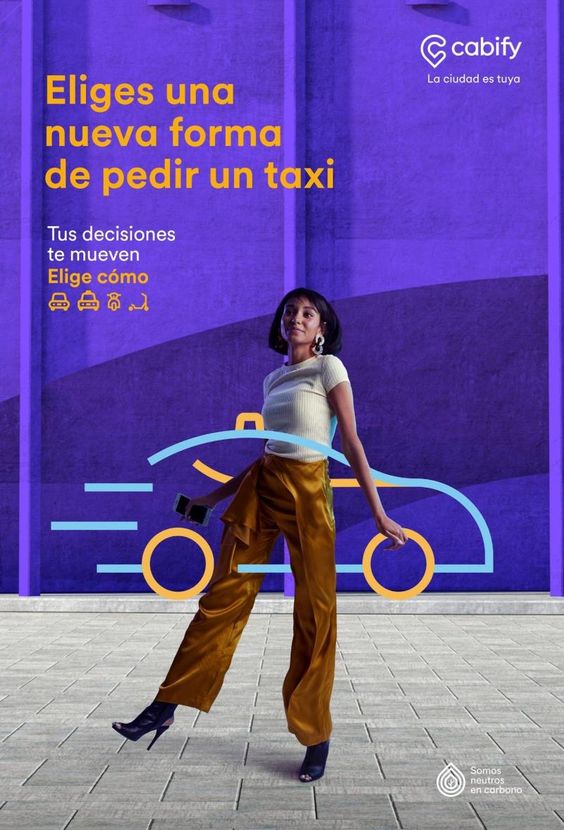 cabify
La ciudad es tuya
Eliges una
nueva forma
de pedir un taxi
Tus decisiones
te mueven
Elige cómo
Somos
neutros
en carbono